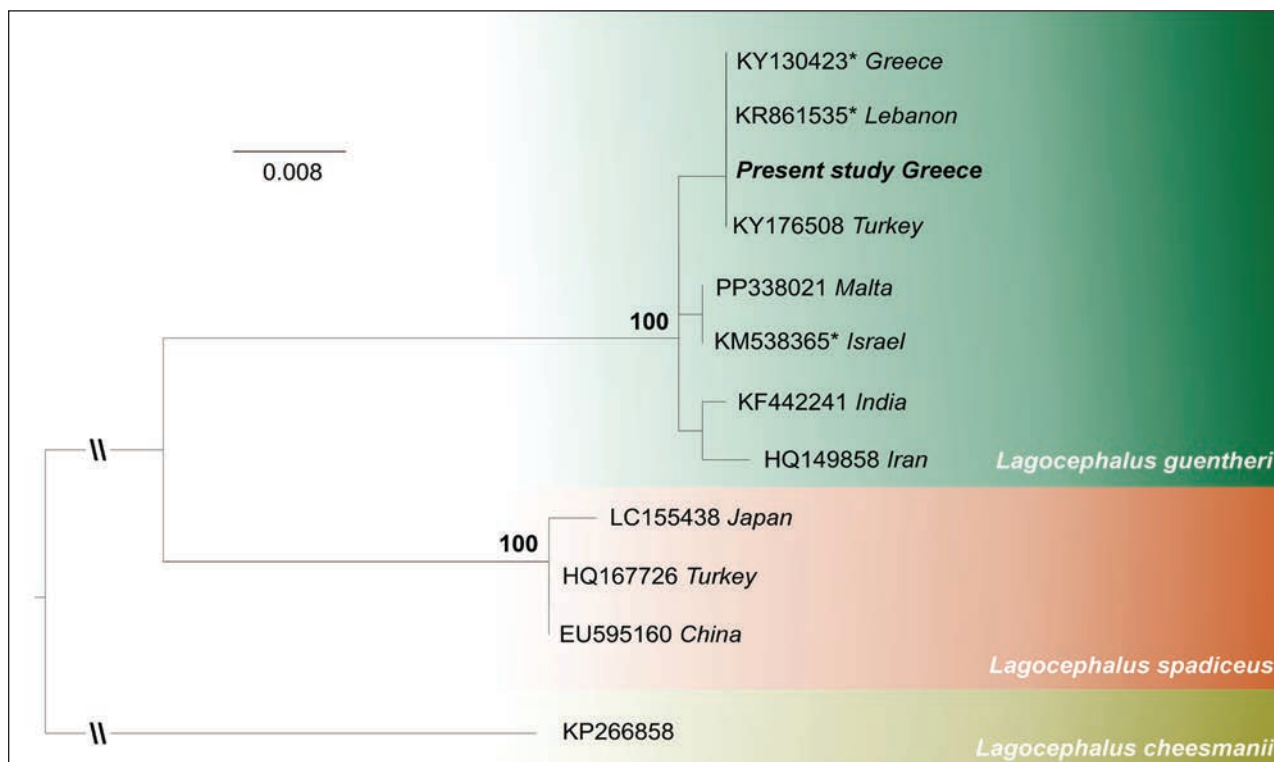 KY130423* Greece
KR861535* Lebanon
0.008
Present study Greece
KY176508 Turkey
PP338021 Malta
100
KM538365* Israel
KF442241 India
HQ149858 Iran
Lagocephalus guentheri
LC155438 Japan
100
HQ167726 Turkey
EU595160 China
Lagocephalus spadiceus
KP266858
Lagocephalus cheesmanii